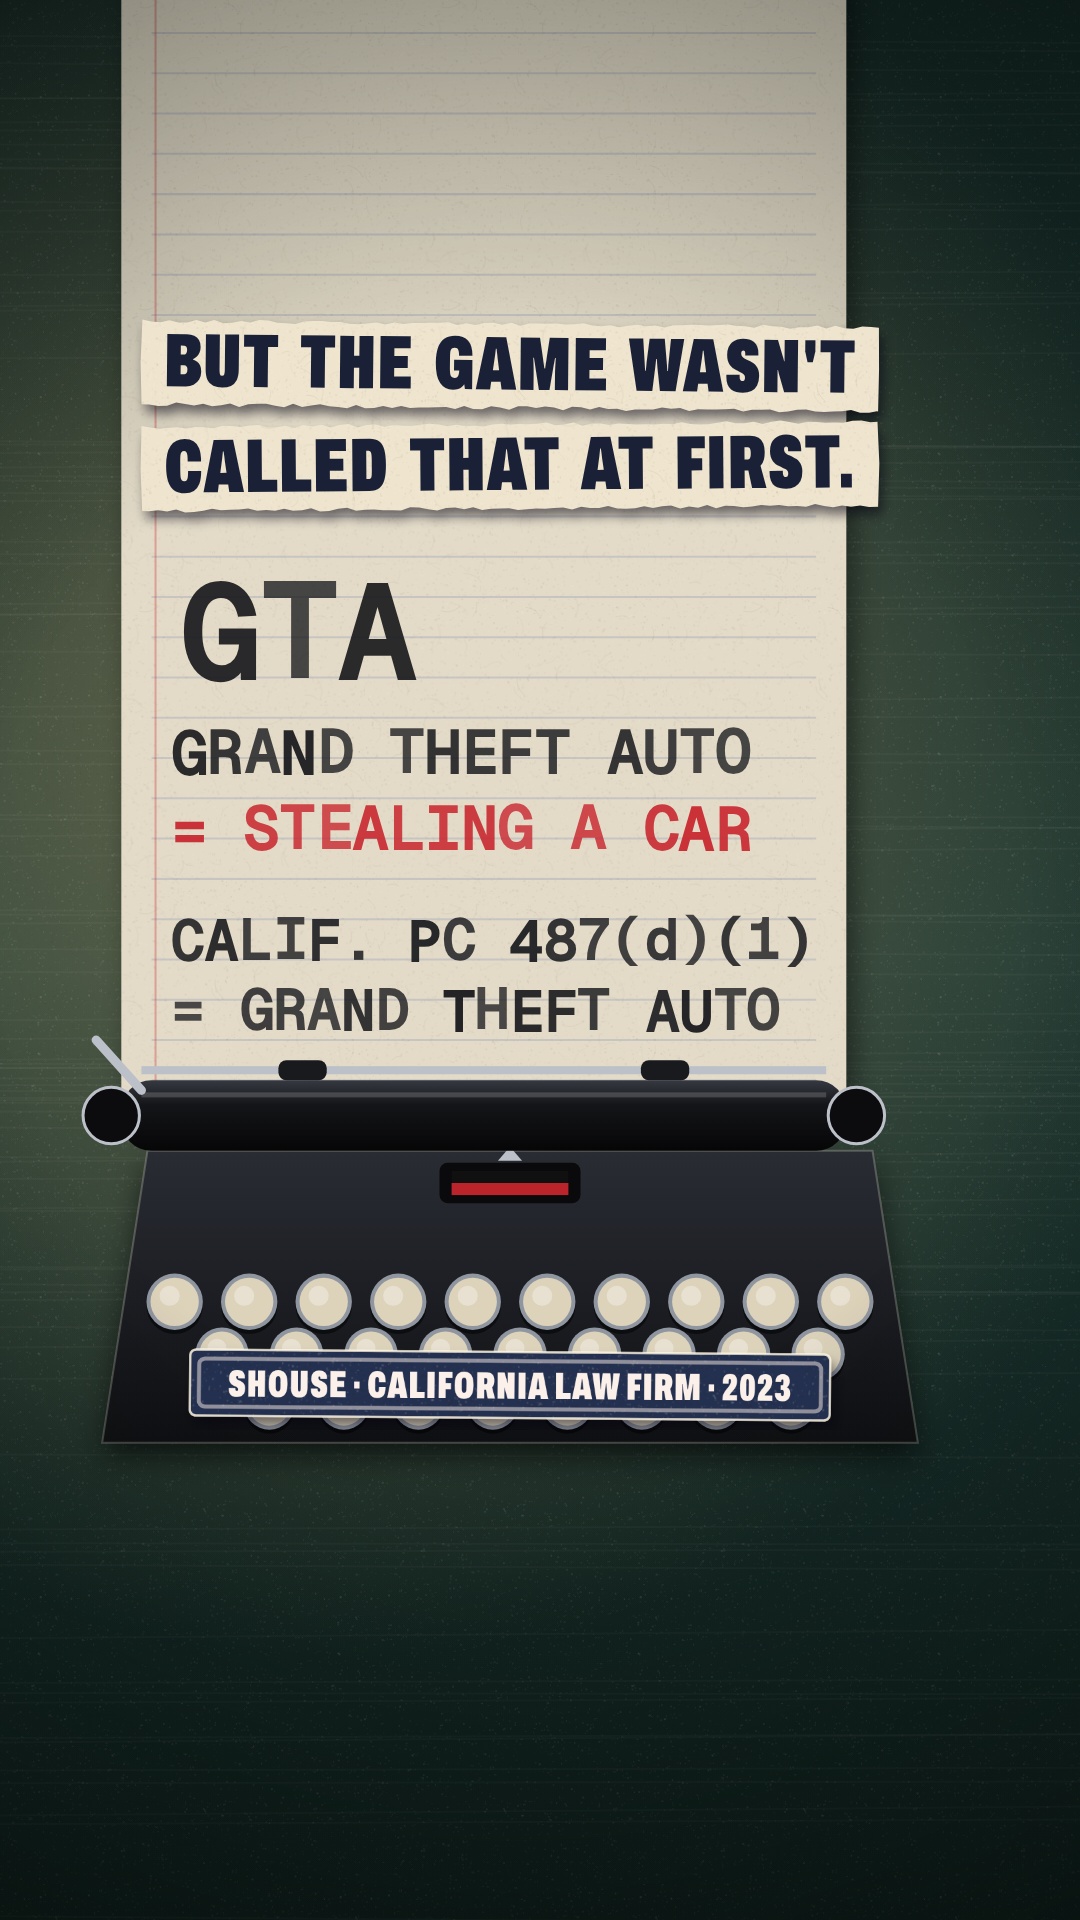 BUT THE GAME WASN'T
CALLED THAT AT FIRST.
GTA
GRAND THEFT AUTO
= STEALING A CAR
CALIF. PC 487(d)(1)
= GRAND THEFT AUTO
SHOUSE · CALIFORNIA LAW FIRM · 2023